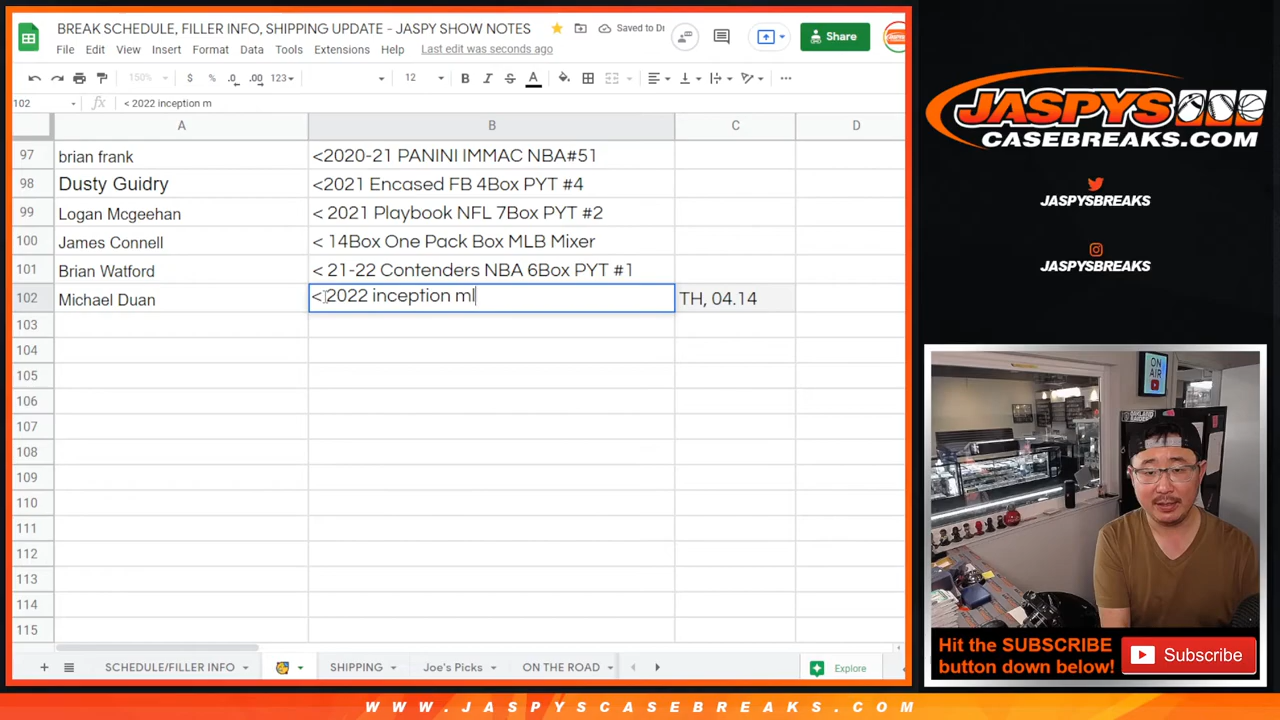 BREAK SCHEDULE, FILLER INFO, SHIPPING UPDATE - JASPY SHOW NOTES
Saved to Dr
Share
File Edit View Insert Format Data Tools Extensions Help Last edit was seconds ago
150% $ % .0 .00 123 12 B I S A
102 fx < 2022 inception m
A B C D
97 brian frank <2020-21 PANINI IMMAC NBA#51
98 Dusty Guidry <2021 Encased FB 4Box PYT #4
99 Logan Mcgeehan < 2021 Playbook NFL 7Box PYT #2
100 James Connell < 14Box One Pack Box MLB Mixer
101 Brian Watford < 21-22 Contenders NBA 6Box PYT #1
102 Michael Duan < 2022 inception ml TH, 04.14
103
104
105
106
107
108
109
110
111
112
113
114
115
SCHEDULE/FILLER INFO SHIPPING Joe's Picks ON THE ROAD Explore
JASPYS
CASEBREAKS.COM
JASPYSBREAKS
JASPYSBREAKS
ON
AIR
Hit the SUBSCRIBE
button down below!
Subscribe
WWW.JASPYSCASEBREAKS.COM